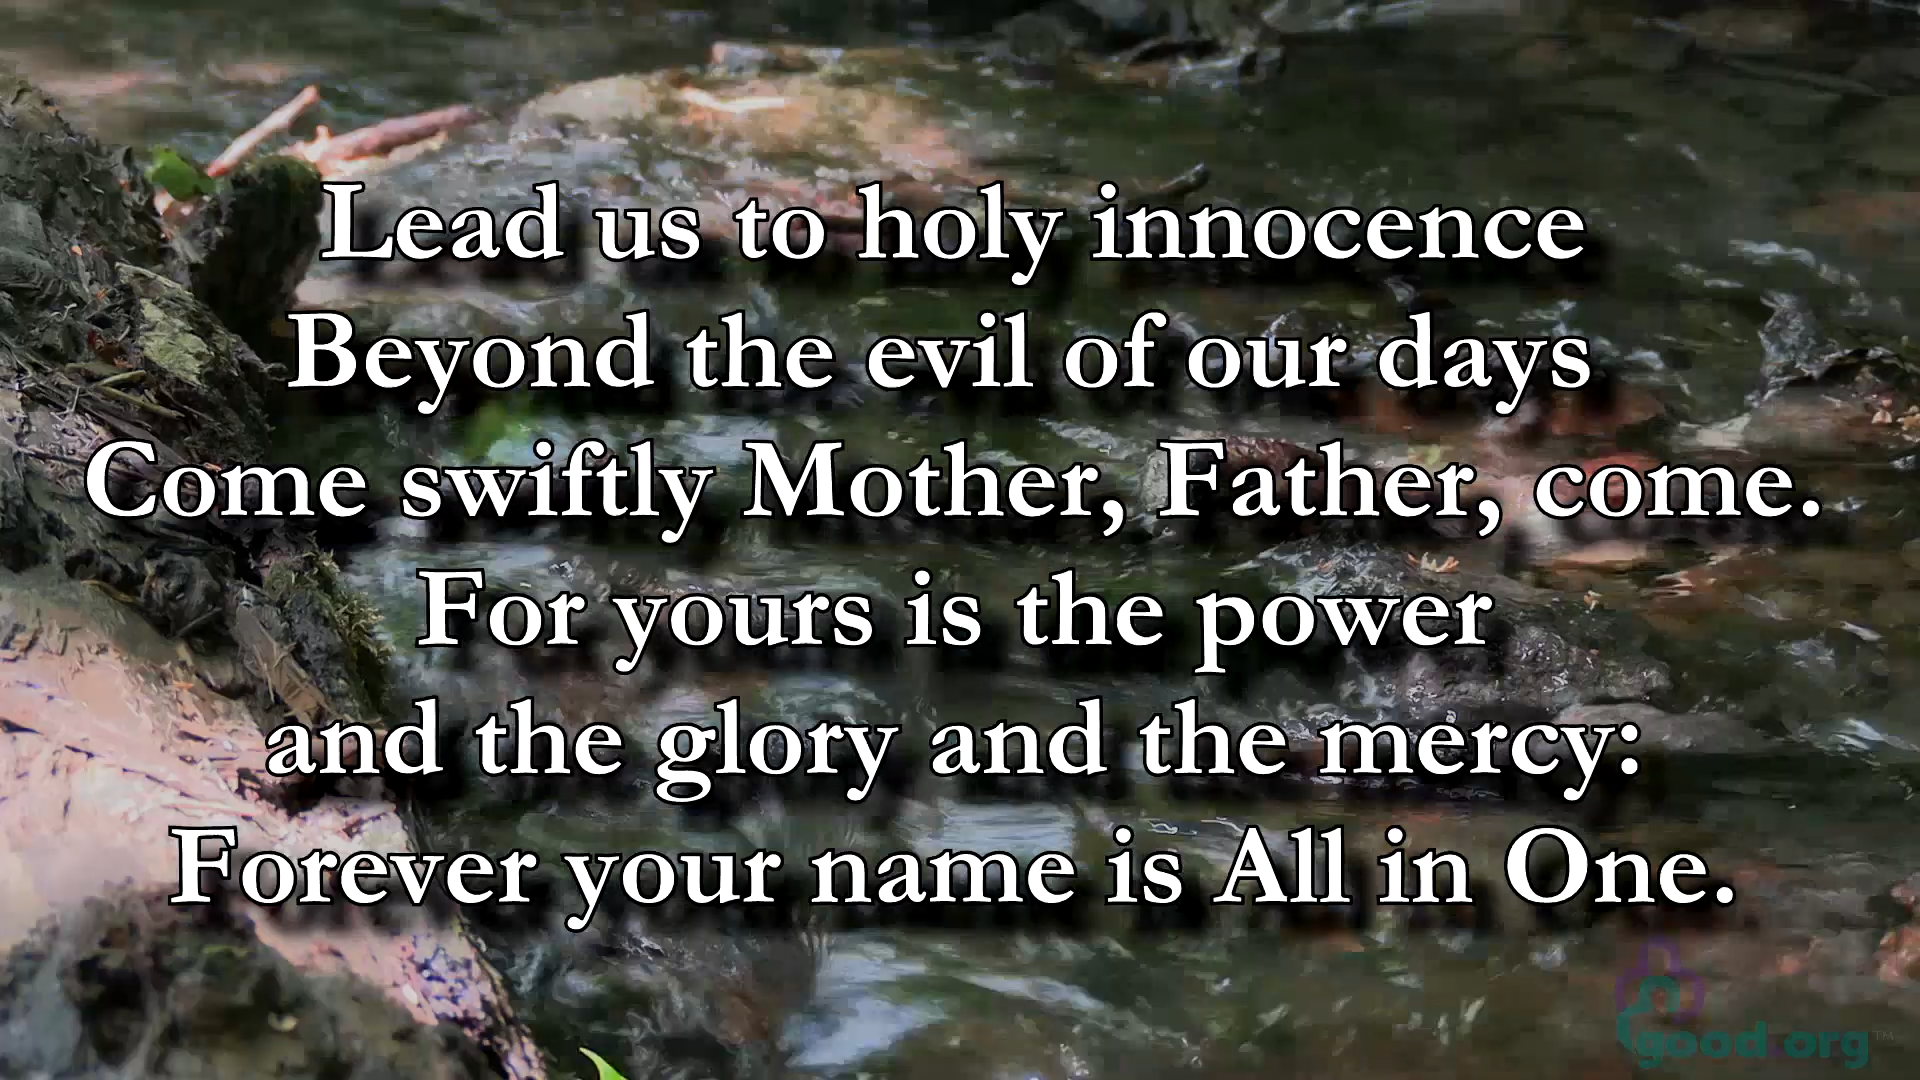 Lead us to holy innocence
Beyond the evil of our days
Come swiftly Mother, Father, come.
For yours is the power
and the glory and the mercy:
Forever your name is All in One.
good.org™